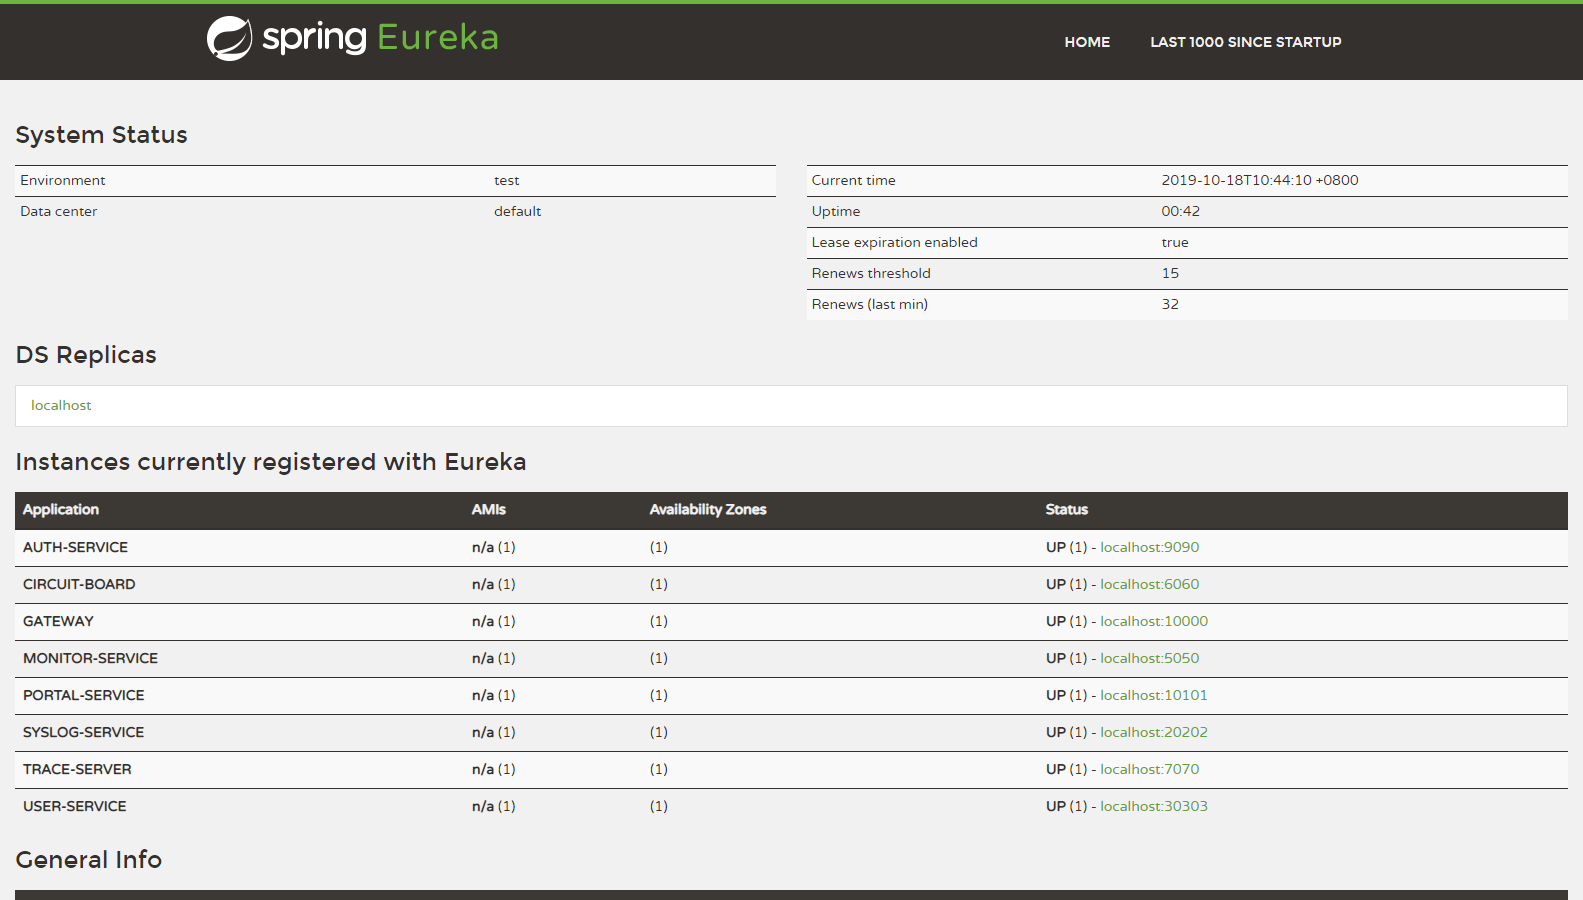 spring Eureka
HOME LAST 1000 SINCE STARTUP
System Status
Environment test
Data center default
Current time 2019-10-18T10:44:10 +0800
Uptime 00:42
Lease expiration enabled true
Renews threshold 15
Renews (last min) 32
DS Replicas
localhost
Instances currently registered with Eureka
Application AMIs Availability Zones Status
AUTH-SERVICE n/a (1) (1) UP (1) - localhost:9090
CIRCUIT-BOARD n/a (1) (1) UP (1) - localhost:6060
GATEWAY n/a (1) (1) UP (1) - localhost:10000
MONITOR-SERVICE n/a (1) (1) UP (1) - localhost:5050
PORTAL-SERVICE n/a (1) (1) UP (1) - localhost:10101
SYSLOG-SERVICE n/a (1) (1) UP (1) - localhost:20202
TRACE-SERVER n/a (1) (1) UP (1) - localhost:7070
USER-SERVICE n/a (1) (1) UP (1) - localhost:30303
General Info